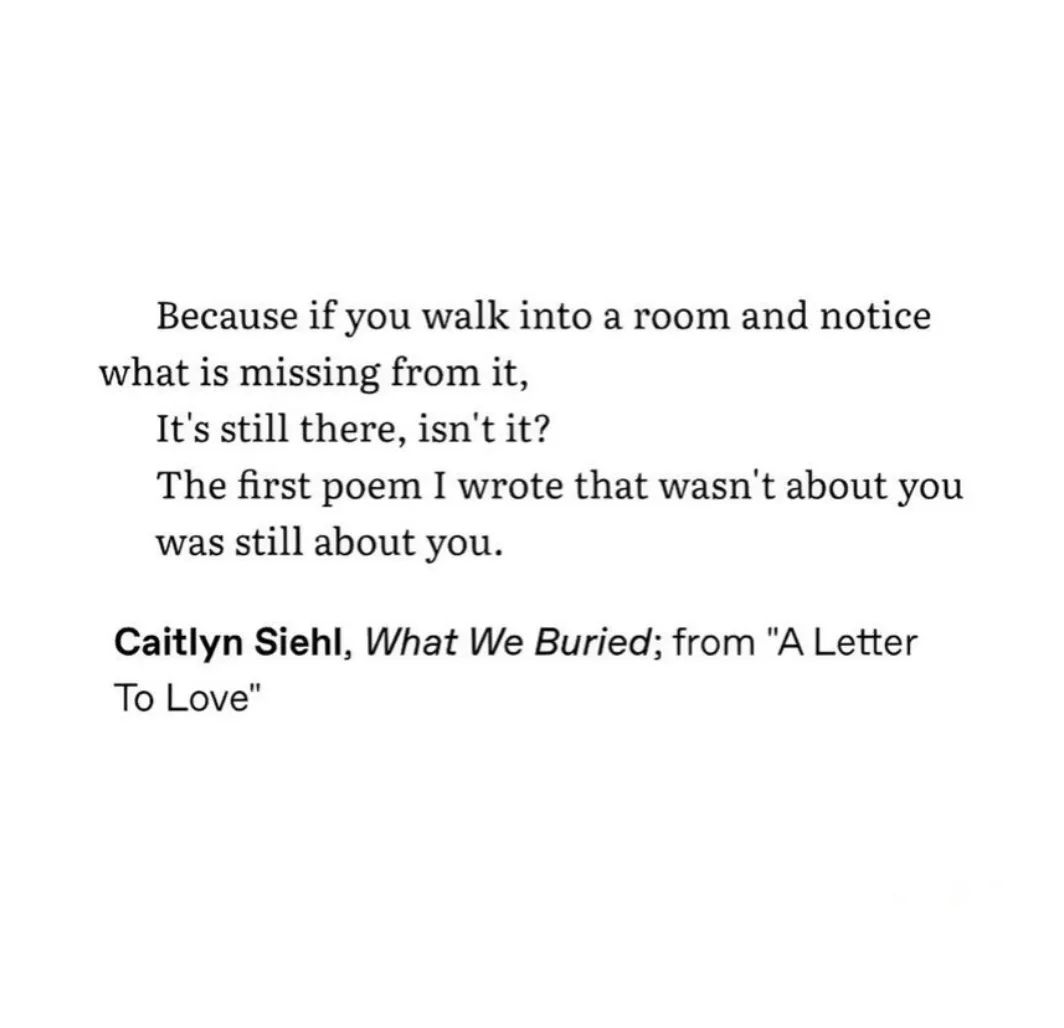 Because if you walk into a room and notice
what is missing from it,
It's still there, isn't it?
The first poem I wrote that wasn't about you
was still about you.
Caitlyn Siehl, What We Buried; from "A Letter
To Love"